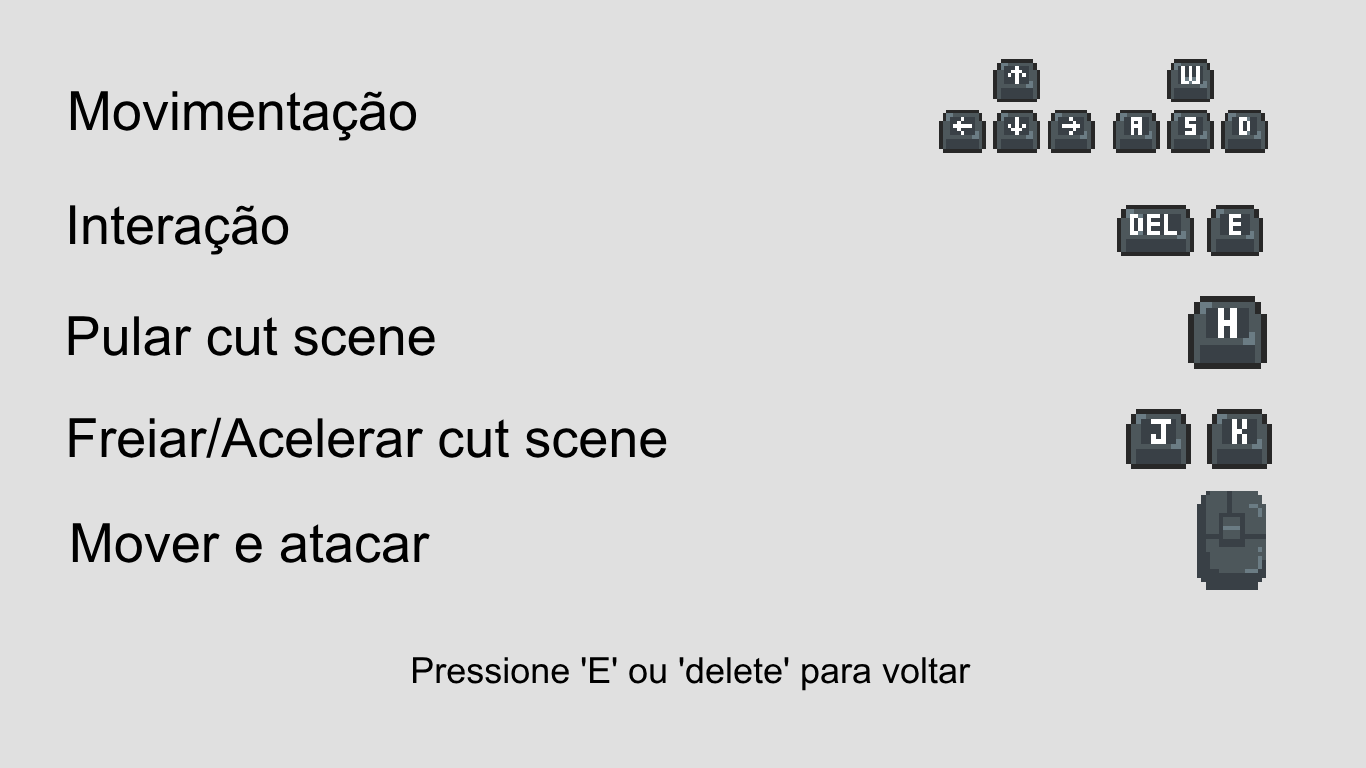 Movimentação ↑ W
← ↓ → A S D
Interação DEL E
Pular cut scene H
Freiar/Acelerar cut scene J K
Mover e atacar
Pressione 'E' ou 'delete' para voltar